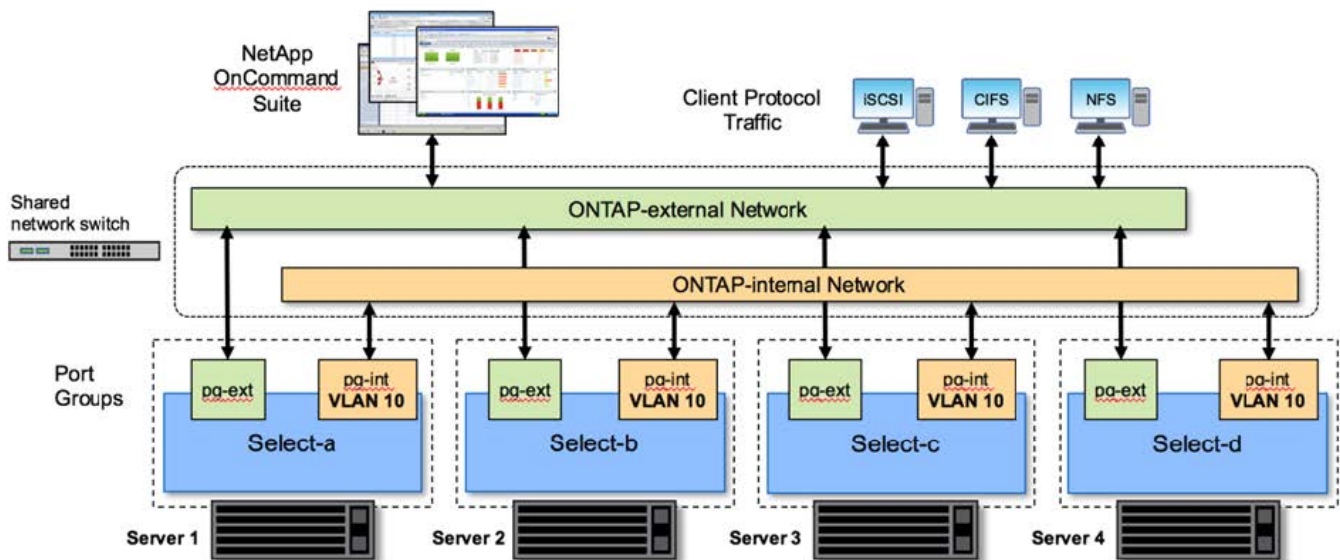 NetApp
OnCommand
Suite
Client Protocol
Traffic
iSCSI
CIFS
NFS
Shared
network switch
ONTAP-external Network
ONTAP-internal Network
Port
Groups
pg-ext
pg-int
VLAN 10
Select-a
pg-ext
pg-int
VLAN 10
Select-b
pg-ext
pg-int
VLAN 10
Select-c
pg-ext
pg-int
VLAN 10
Select-d
Server 1
Server 2
Server 3
Server 4